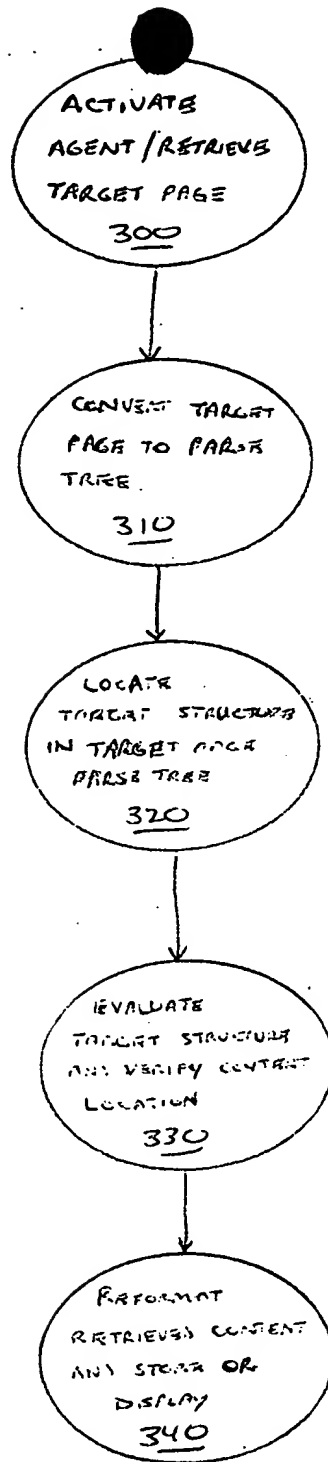 ACTIVATE
AGENT/RETRIEVE
TARGET PAGE
300
CONVERT TARGET
PAGE TO PARSE
TREE
310
LOCATE
TARGET STRUCTURE
IN TARGET PAGE
PARSE TREE
320
EVALUATE
TARGET STRUCTURE
AND VERIFY CONTENT
LOCATION
330
REFORMAT
RETRIEVED CONTENT
AND STORE OR
DISPLAY
340